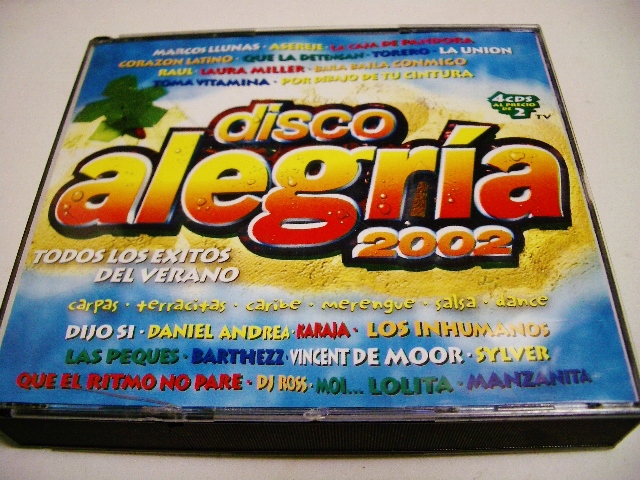 MARCOS LLUNAS · ASEREJE · LA CAJA DE PANDORA
CORAZON LATINO · QUE LA DETENGAN · TORERO · LA UNION
RAUL · LAURA MILLER · BAILA BAILA CONMIGO
TOMA VITAMINA · POR DEBAJO DE TU CINTURA
4 CDS
AL PRECIO
DE 2
TV
disco
alegría
2002
TODOS LOS EXITOS
DEL VERANO
carpas · terracitas · caribe · merengue · salsa · dance
DIJO SI · DANIEL ANDREA · KARAJA · LOS INHUMANOS
LAS PEQUES · BARTHEZZ · VINCENT DE MOOR · SYLVER
QUE EL RITMO NO PARE · DJ ROSS · MOI... LOLITA · MANZANITA